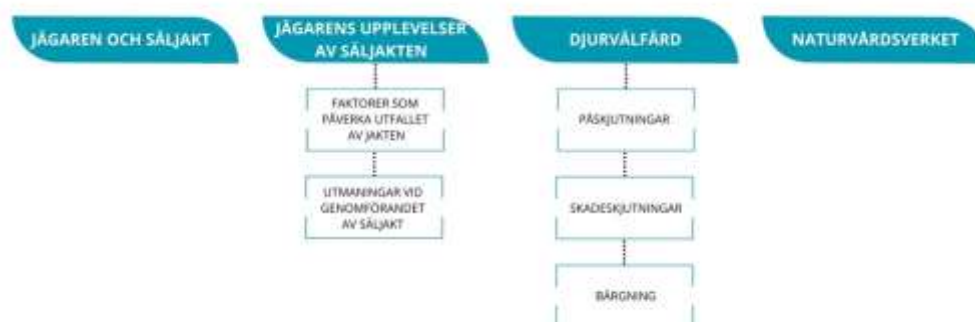 JÄGAREN OCH SÄLJAKT
JÄGARENS UPPLEVELSER
AV SÄLJAKTEN
FAKTORER SOM
PÅVERKA UTFALLET
AV JAKTEN
UTMANINGAR VID
GENOMFÖRANDET
AV SÄLJAKT
DJURVÄLFÄRD
PÅSKJUTNINGAR
SKADESKJUTNINGAR
BÄRGNING
NATURVÅRDSVERKET